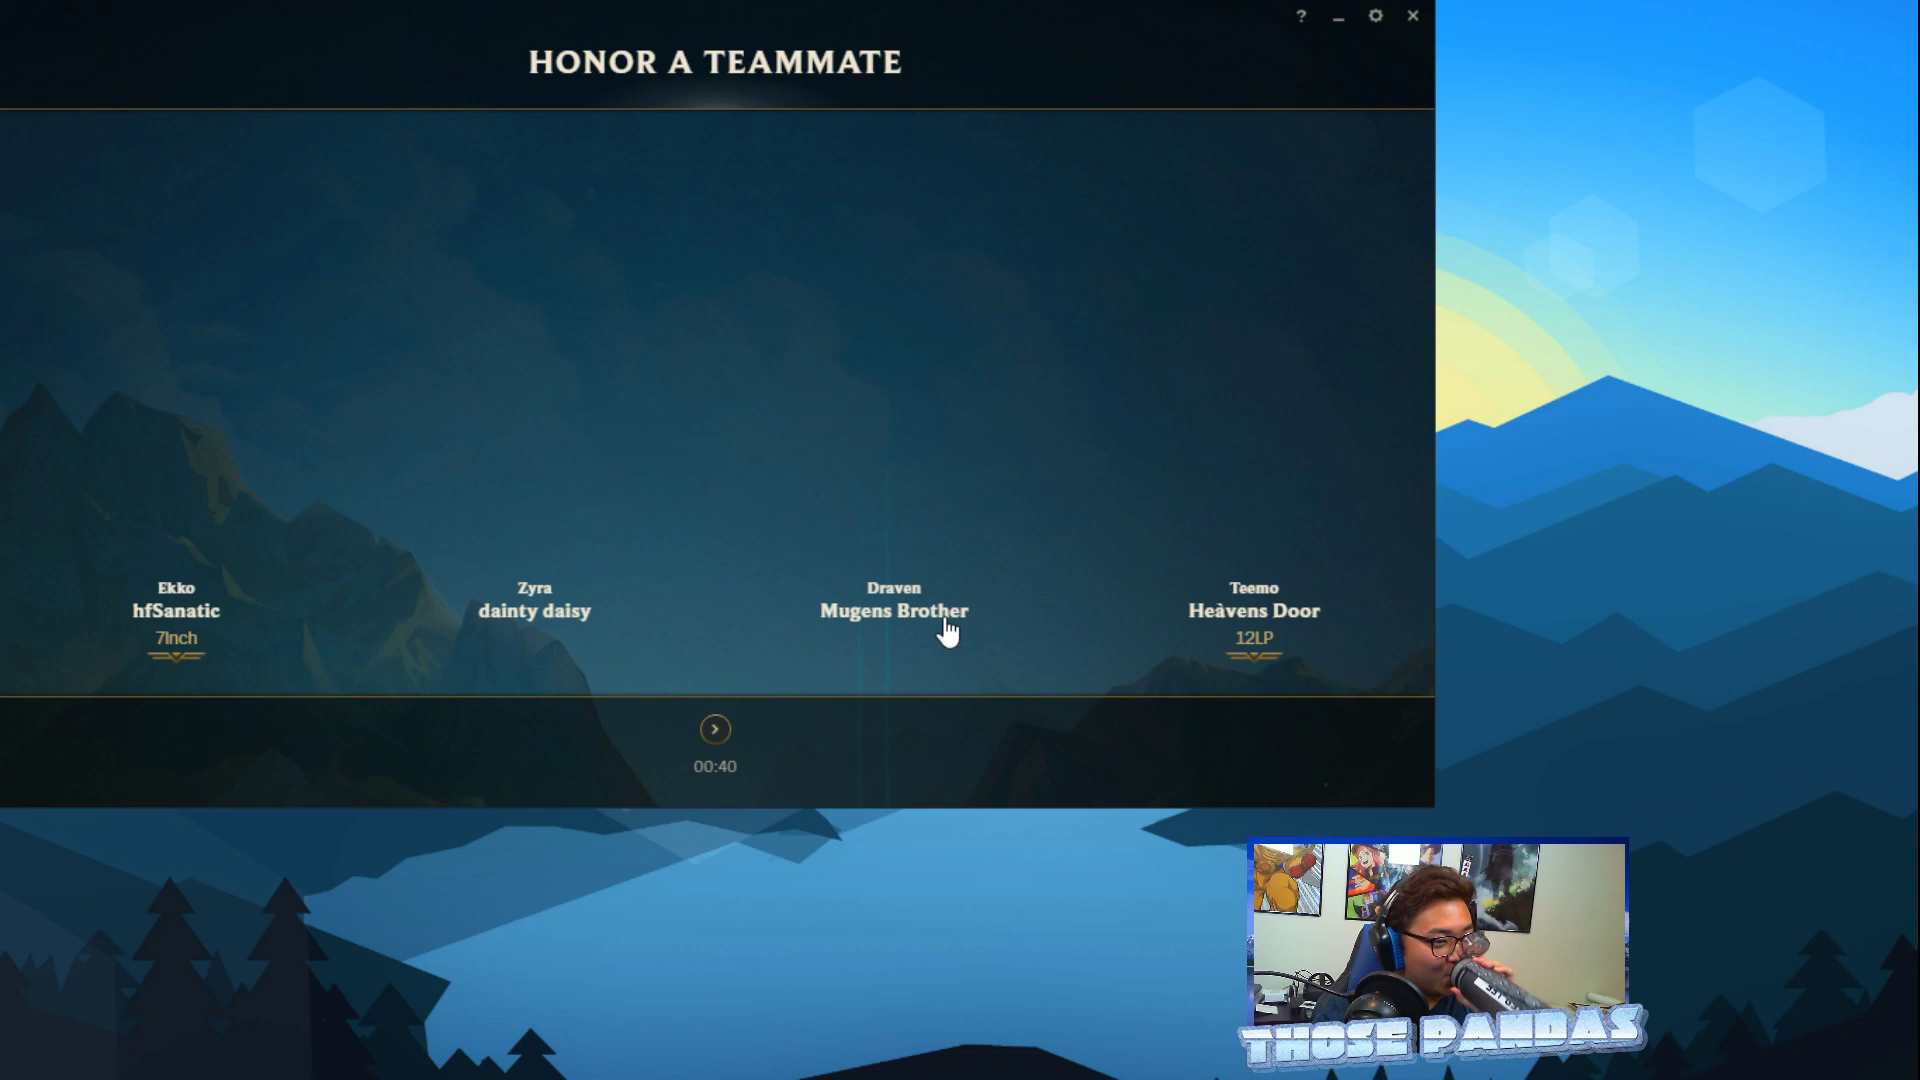 ?
HONOR A TEAMMATE
Ekko
hfSanatic
7Inch
Zyra
dainty daisy
Draven
Mugens Brother
Teemo
Heàvens Door
12LP
00:40
THOSE PANDAS